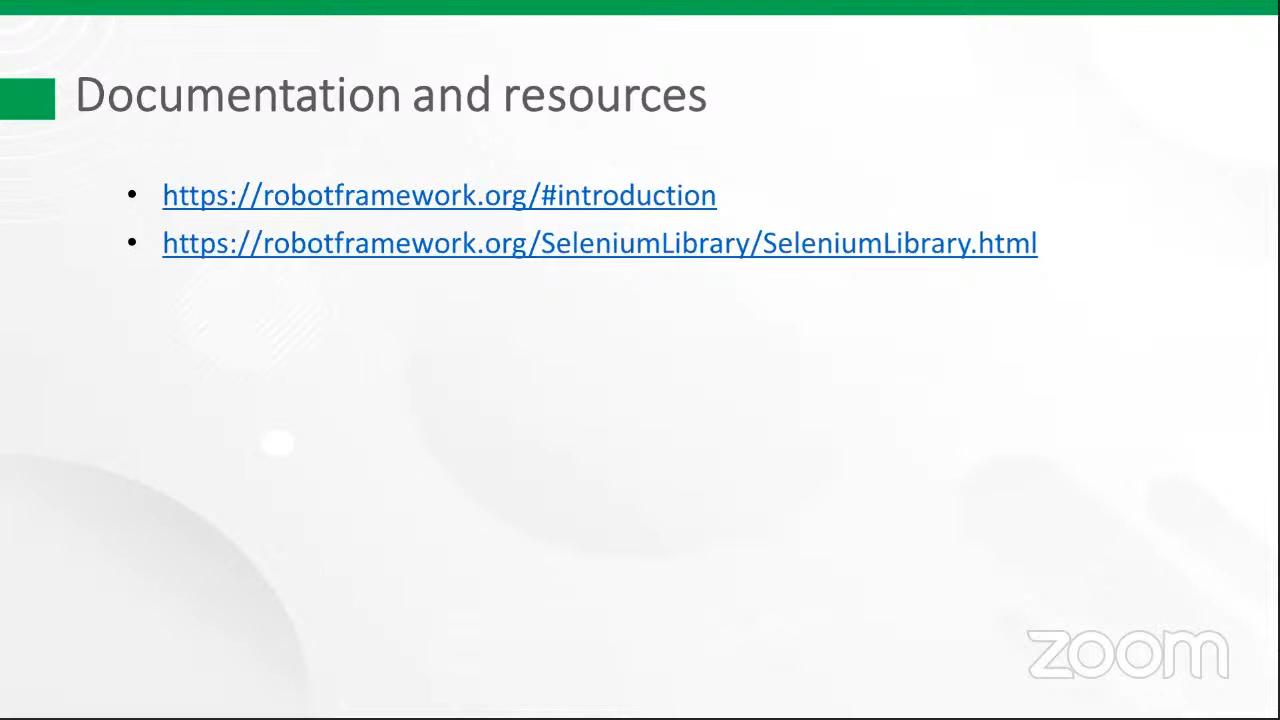 Documentation and resources
• https://robotframework.org/#introduction
• https://robotframework.org/SeleniumLibrary/SeleniumLibrary.html
zoom